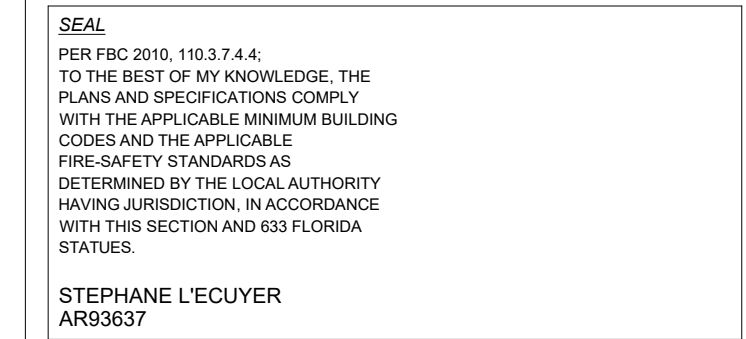 SEAL
PER FBC 2010, 110.3.7.4.4;
TO THE BEST OF MY KNOWLEDGE, THE
PLANS AND SPECIFICATIONS COMPLY
WITH THE APPLICABLE MINIMUM BUILDING
CODES AND THE APPLICABLE
FIRE-SAFETY STANDARDS AS
DETERMINED BY THE LOCAL AUTHORITY
HAVING JURISDICTION, IN ACCORDANCE
WITH THIS SECTION AND 633 FLORIDA
STATUES.
STEPHANE L'ECUYER
AR93637